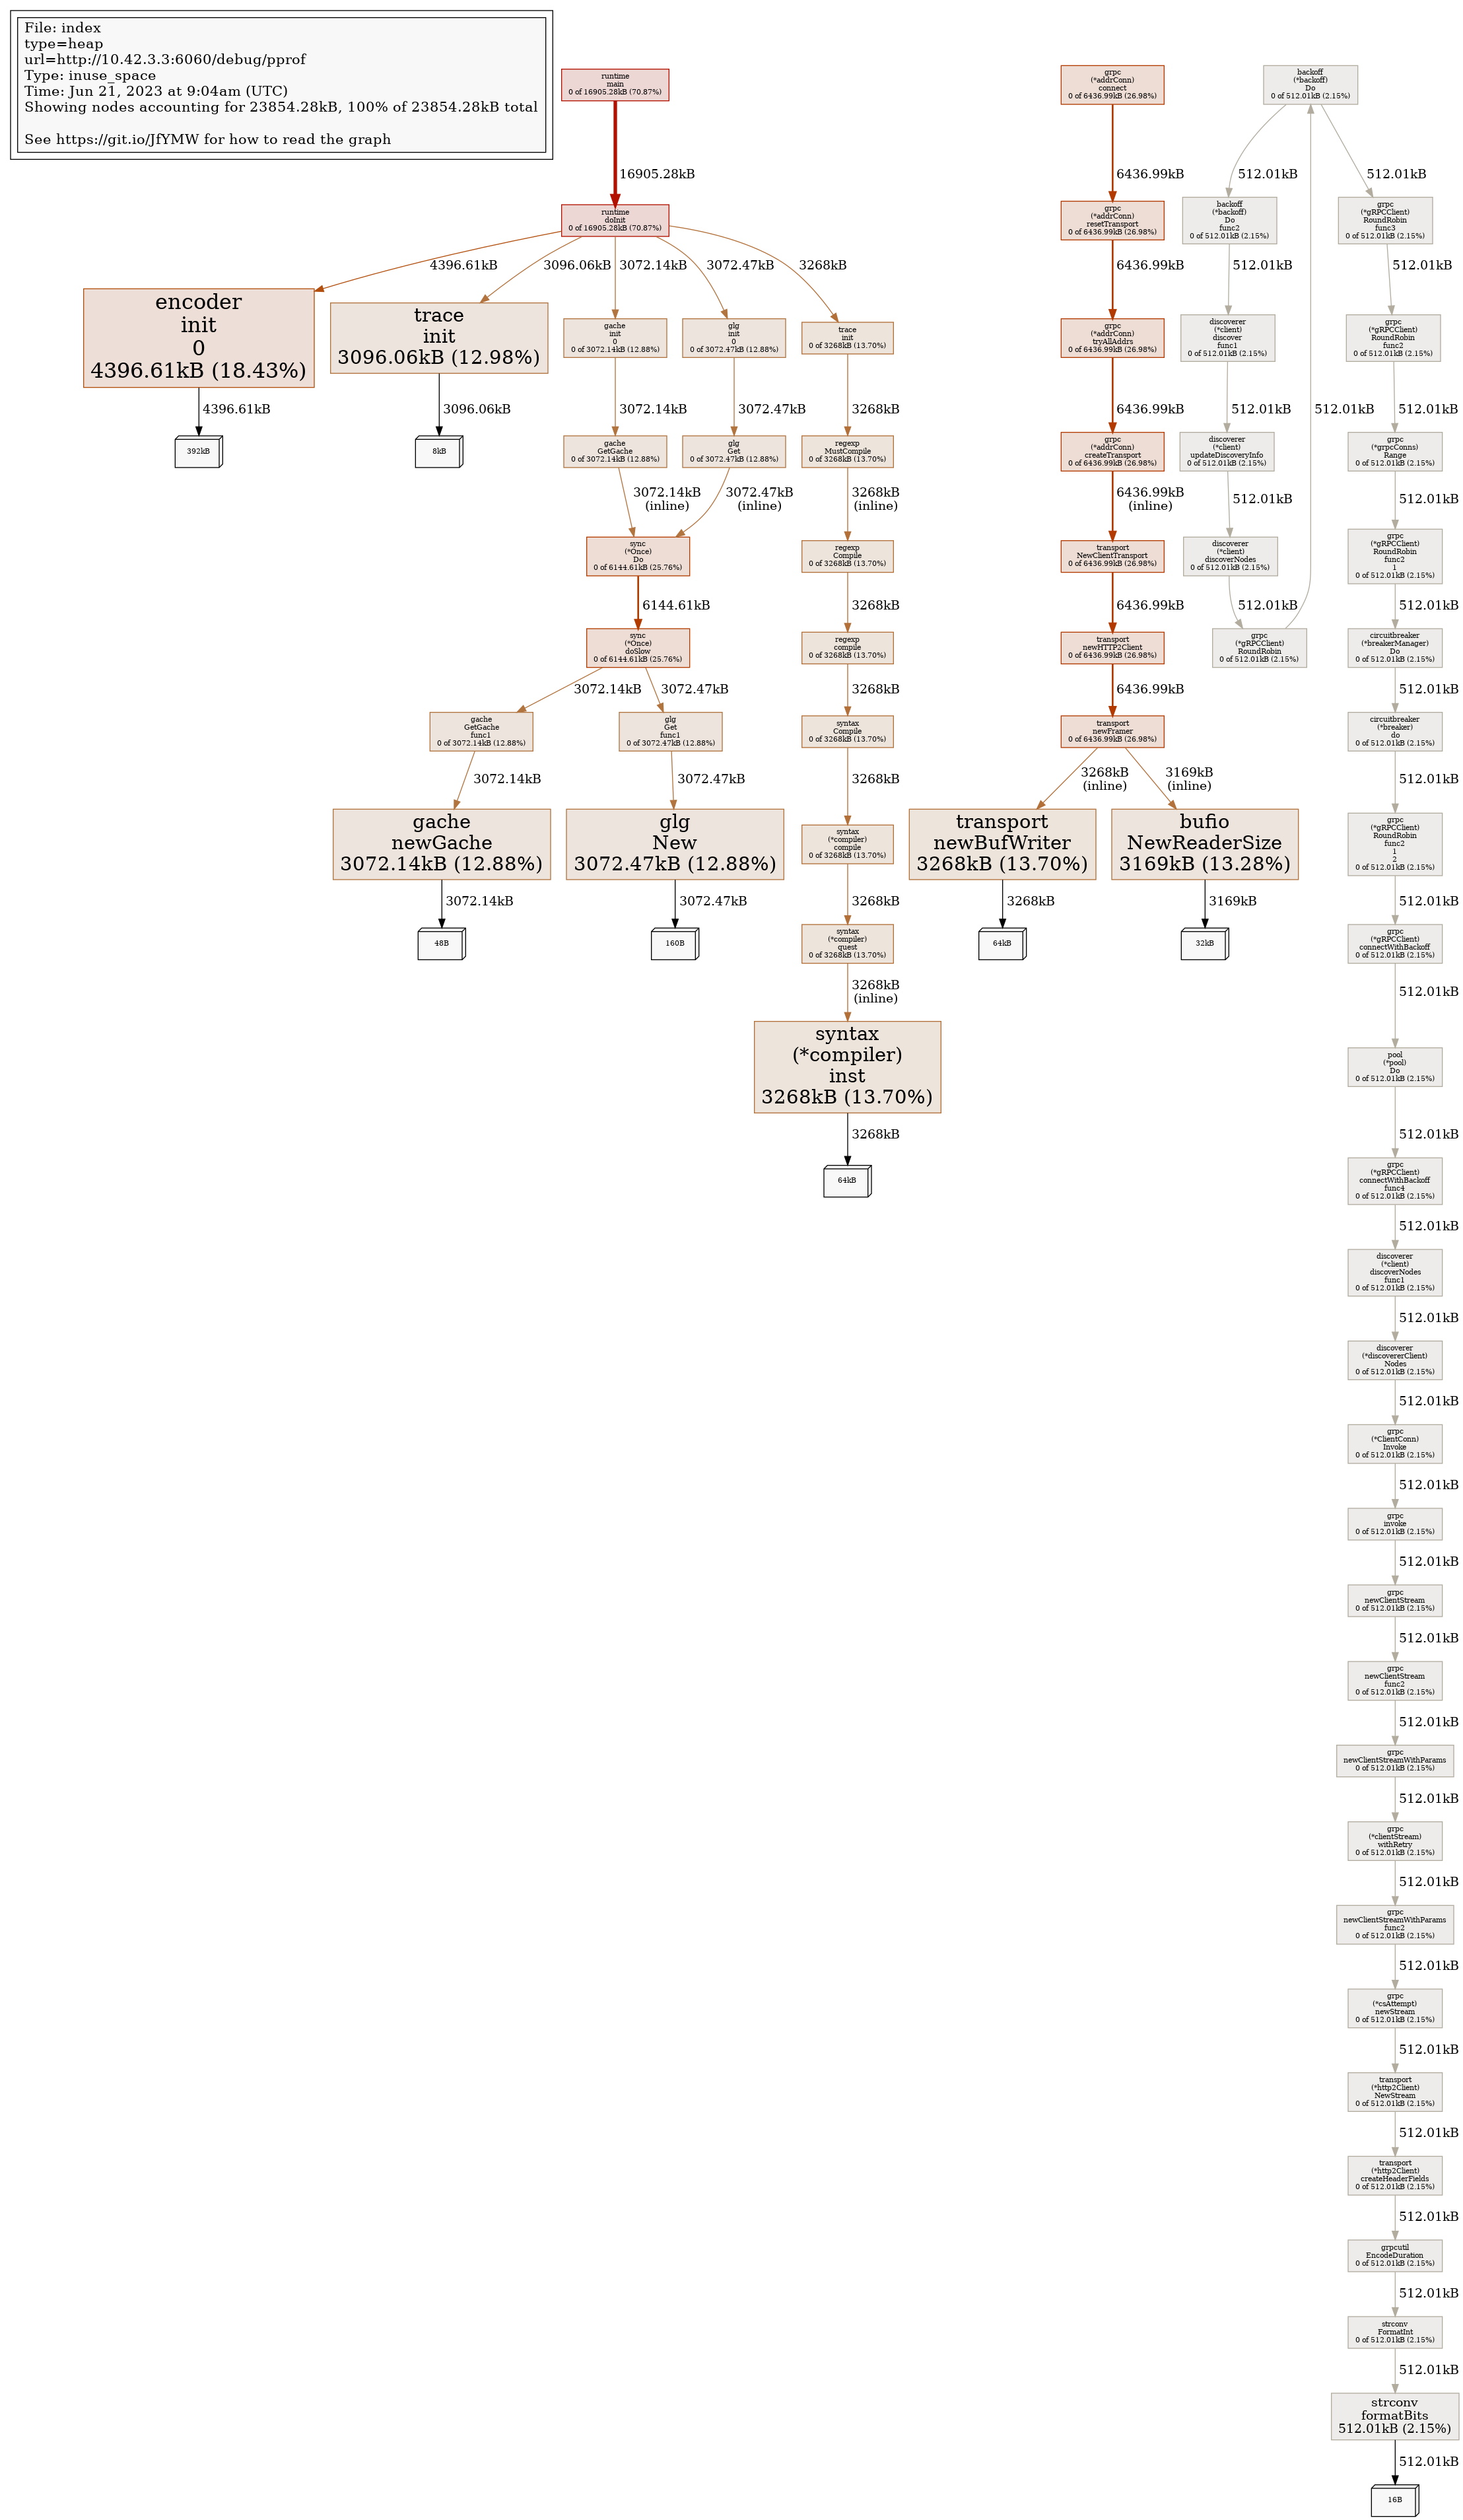 File: index
type=heap
url=http://10.42.3.3:6060/debug/pprof
Type: inuse_space
Time: Jun 21, 2023 at 9:04am (UTC)
Showing nodes accounting for 23854.28kB, 100% of 23854.28kB total
See https://git.io/JfYMW for how to read the graph
runtime
main
0 of 16905.28kB (70.87%)
16905.28kB
runtime
doInit
0 of 16905.28kB (70.87%)
4396.61kB
3096.06kB
3072.14kB
3072.47kB
3268kB
encoder
init
0
4396.61kB (18.43%)
4396.61kB
392kB
trace
init
3096.06kB (12.98%)
3096.06kB
8kB
gache
init
0
0 of 3072.14kB (12.88%)
3072.14kB
gache
GetGache
0 of 3072.14kB (12.88%)
3072.14kB
(inline)
glg
init
0
0 of 3072.47kB (12.88%)
3072.47kB
glg
Get
0 of 3072.47kB (12.88%)
3072.47kB
(inline)
sync
(*Once)
Do
0 of 6144.61kB (25.76%)
6144.61kB
sync
(*Once)
doSlow
0 of 6144.61kB (25.76%)
3072.14kB
3072.47kB
gache
GetGache
func1
0 of 3072.14kB (12.88%)
3072.14kB
gache
newGache
3072.14kB (12.88%)
3072.14kB
48B
glg
Get
func1
0 of 3072.47kB (12.88%)
3072.47kB
glg
New
3072.47kB (12.88%)
3072.47kB
160B
trace
init
0 of 3268kB (13.70%)
3268kB
regexp
MustCompile
0 of 3268kB (13.70%)
3268kB
(inline)
regexp
Compile
0 of 3268kB (13.70%)
3268kB
regexp
compile
0 of 3268kB (13.70%)
3268kB
syntax
Compile
0 of 3268kB (13.70%)
3268kB
syntax
(*compiler)
compile
0 of 3268kB (13.70%)
3268kB
syntax
(*compiler)
quest
0 of 3268kB (13.70%)
3268kB
(inline)
syntax
(*compiler)
inst
3268kB (13.70%)
3268kB
64kB
grpc
(*addrConn)
connect
0 of 6436.99kB (26.98%)
6436.99kB
grpc
(*addrConn)
resetTransport
0 of 6436.99kB (26.98%)
6436.99kB
grpc
(*addrConn)
tryAllAddrs
0 of 6436.99kB (26.98%)
6436.99kB
grpc
(*addrConn)
createTransport
0 of 6436.99kB (26.98%)
6436.99kB
(inline)
transport
NewClientTransport
0 of 6436.99kB (26.98%)
6436.99kB
transport
newHTTP2Client
0 of 6436.99kB (26.98%)
6436.99kB
transport
newFramer
0 of 6436.99kB (26.98%)
3268kB
(inline)
3169kB
(inline)
transport
newBufWriter
3268kB (13.70%)
3268kB
64kB
bufio
NewReaderSize
3169kB (13.28%)
3169kB
32kB
backoff
(*backoff)
Do
0 of 512.01kB (2.15%)
512.01kB
512.01kB
backoff
(*backoff)
Do
func2
0 of 512.01kB (2.15%)
512.01kB
discoverer
(*client)
discover
func1
0 of 512.01kB (2.15%)
512.01kB
discoverer
(*client)
updateDiscoveryInfo
0 of 512.01kB (2.15%)
512.01kB
discoverer
(*client)
discoverNodes
0 of 512.01kB (2.15%)
512.01kB
grpc
(*gRPCClient)
RoundRobin
0 of 512.01kB (2.15%)
512.01kB
grpc
(*gRPCClient)
RoundRobin
func3
0 of 512.01kB (2.15%)
512.01kB
grpc
(*gRPCClient)
RoundRobin
func2
0 of 512.01kB (2.15%)
512.01kB
grpc
(*grpcConns)
Range
0 of 512.01kB (2.15%)
512.01kB
grpc
(*gRPCClient)
RoundRobin
func2
1
0 of 512.01kB (2.15%)
512.01kB
circuitbreaker
(*breakerManager)
Do
0 of 512.01kB (2.15%)
512.01kB
circuitbreaker
(*breaker)
do
0 of 512.01kB (2.15%)
512.01kB
grpc
(*gRPCClient)
RoundRobin
func2
1
2
0 of 512.01kB (2.15%)
512.01kB
grpc
(*gRPCClient)
connectWithBackoff
0 of 512.01kB (2.15%)
512.01kB
pool
(*pool)
Do
0 of 512.01kB (2.15%)
512.01kB
grpc
(*gRPCClient)
connectWithBackoff
func4
0 of 512.01kB (2.15%)
512.01kB
discoverer
(*client)
discoverNodes
func1
0 of 512.01kB (2.15%)
512.01kB
discoverer
(*discovererClient)
Nodes
0 of 512.01kB (2.15%)
512.01kB
grpc
(*ClientConn)
Invoke
0 of 512.01kB (2.15%)
512.01kB
grpc
invoke
0 of 512.01kB (2.15%)
512.01kB
grpc
newClientStream
0 of 512.01kB (2.15%)
512.01kB
grpc
newClientStream
func2
0 of 512.01kB (2.15%)
512.01kB
grpc
newClientStreamWithParams
0 of 512.01kB (2.15%)
512.01kB
grpc
(*clientStream)
withRetry
0 of 512.01kB (2.15%)
512.01kB
grpc
newClientStreamWithParams
func2
0 of 512.01kB (2.15%)
512.01kB
grpc
(*csAttempt)
newStream
0 of 512.01kB (2.15%)
512.01kB
transport
(*http2Client)
NewStream
0 of 512.01kB (2.15%)
512.01kB
transport
(*http2Client)
createHeaderFields
0 of 512.01kB (2.15%)
512.01kB
grpcutil
EncodeDuration
0 of 512.01kB (2.15%)
512.01kB
strconv
FormatInt
0 of 512.01kB (2.15%)
512.01kB
strconv
formatBits
512.01kB (2.15%)
512.01kB
16B